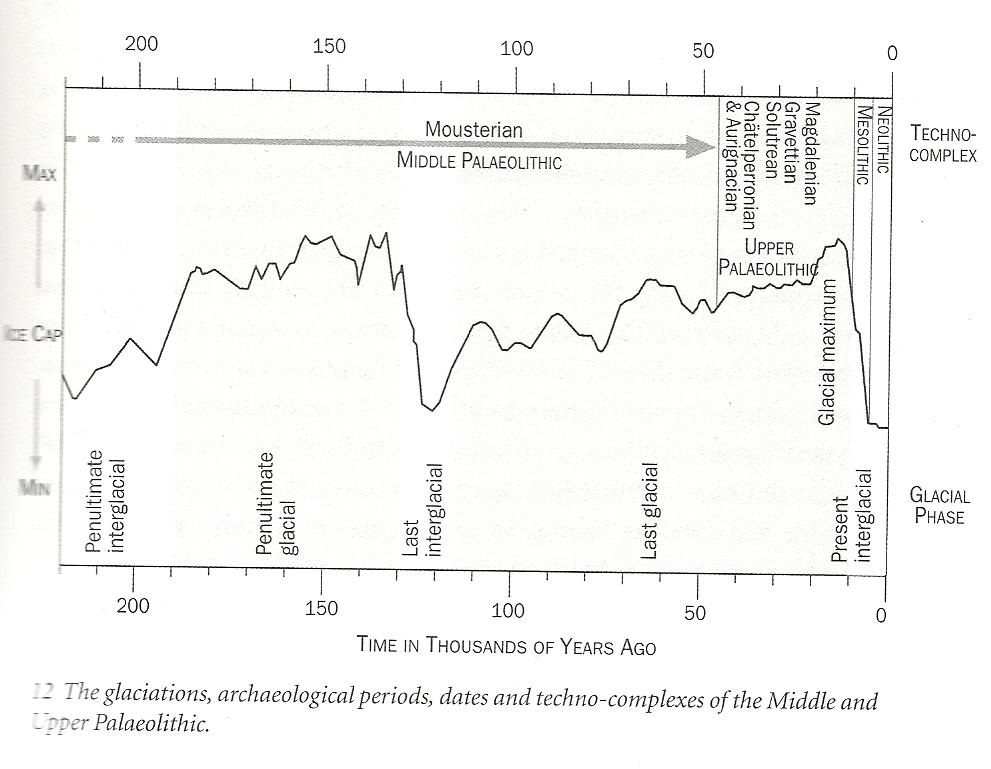 200 150 100 50 0
Mousterian
MIDDLE PALAEOLITHIC
Châtelperronian
& Aurignacian
Solutrean
Gravettian
Magdalenian
MESOLITHIC
NEOLITHIC
TECHNO-
COMPLEX
UPPER
PALAEOLITHIC
MAX
ICE CAP
MIN
Glacial maximum
Penultimate
interglacial
Penultimate
glacial
Last
interglacial
Last glacial
Present
interglacial
GLACIAL
PHASE
200 150 100 50 0
TIME IN THOUSANDS OF YEARS AGO
12 The glaciations, archaeological periods, dates and techno-complexes of the Middle and
Upper Palaeolithic.